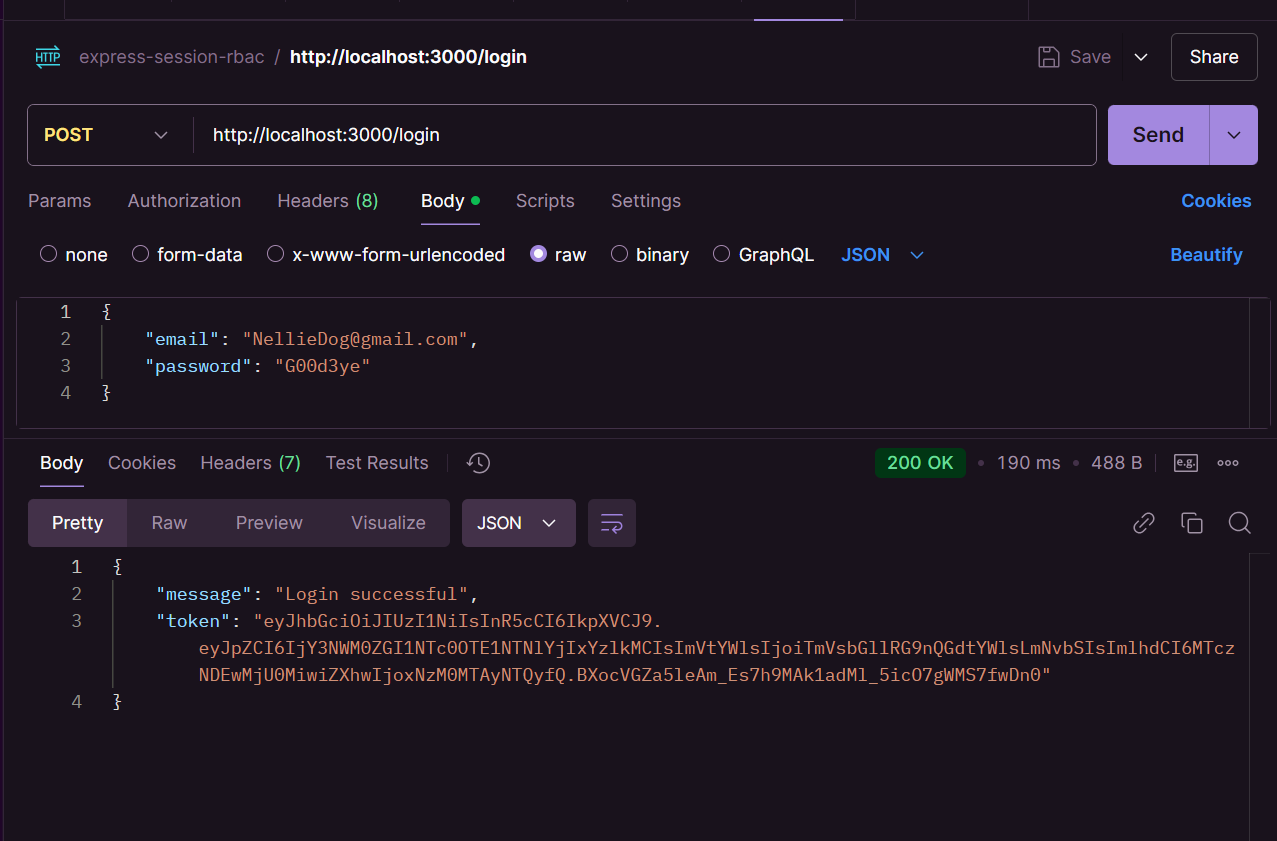 HTTP express-session-rbac / http://localhost:3000/login Save Share
POST http://localhost:3000/login Send
Params Authorization Headers (8) Body Scripts Settings Cookies
none form-data x-www-form-urlencoded raw binary GraphQL JSON Beautify
1 {
2 "email": "NellieDog@gmail.com",
3 "password": "G00d3ye"
4 }
Body Cookies Headers (7) Test Results 200 OK • 190 ms • 488 B e.g.
Pretty Raw Preview Visualize JSON
1 {
2 "message": "Login successful",
3 "token": "eyJhbGciOiJIUzI1NiIsInR5cCI6IkpXVCJ9.
eyJpZCI6IjY3NWM0ZGI1NTc0OTE1NTNlYjIxYzlkMCIsImVtYWlsIjoiTmVsbGllRG9nQGdtYWlsLmNvbSIsImlhdCI6MTcz
NDEwMjU0MiwiZXhwIjoxNzM0MTAyNTQyfQ.BXocVGZa5leAm_Es7h9MAk1adMl_5icO7gWMS7fwDn0"
4 }